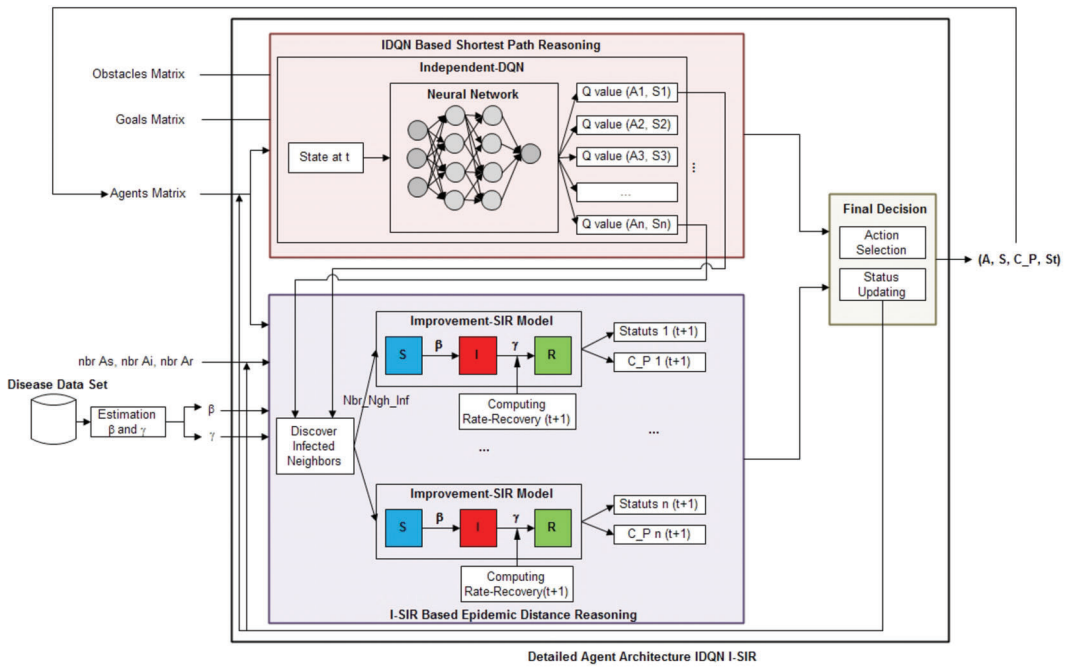 IDQN Based Shortest Path Reasoning
Independent-DQN
Neural Network
Obstacles Matrix
Goals Matrix
Agents Matrix
State at t
Q value (A1, S1)
Q value (A2, S2)
Q value (A3, S3)
...
Q value (An, Sn)
...
Final Decision
Action
Selection
Status
Updating
(A, S, C_P, St)
nbr As, nbr Ai, nbr Ar
Disease Data Set
Estimation
β and γ
β
γ
Discover
Infected
Neighbors
Nbr_Ngh_Inf
Improvement-SIR Model
S
β
I
γ
R
Computing
Rate-Recovery (t+1)
Statuts 1 (t+1)
C_P 1 (t+1)
...
...
Improvement-SIR Model
S
β
I
γ
R
Computing
Rate-Recovery(t+1)
Statuts n (t+1)
C_P n (t+1)
I-SIR Based Epidemic Distance Reasoning
Detailed Agent Architecture IDQN I-SIR